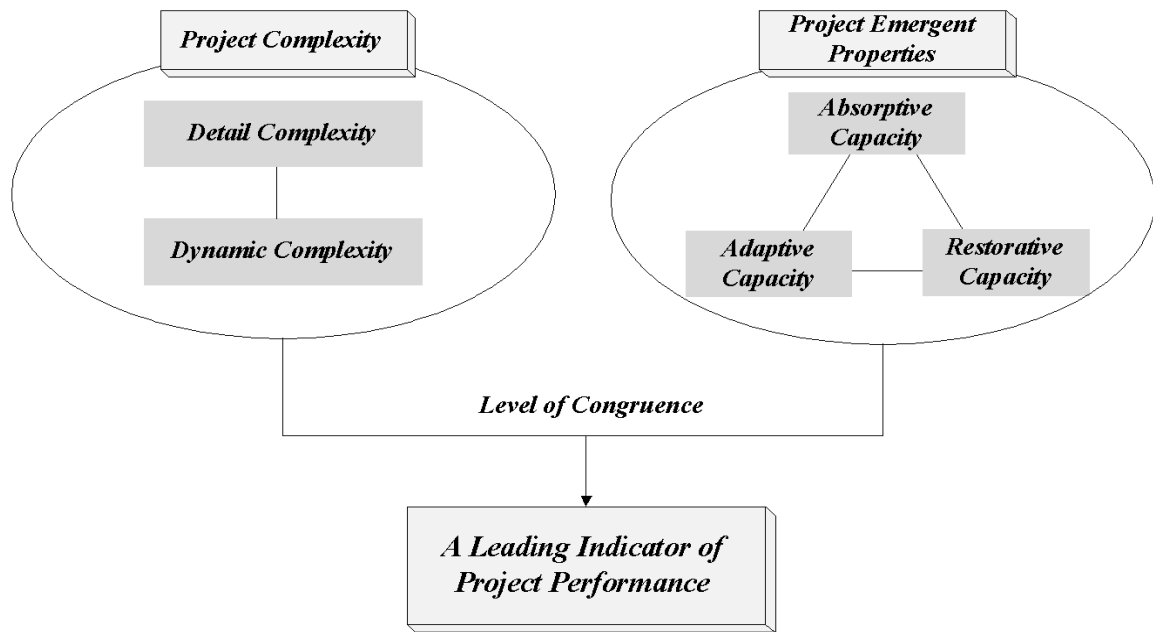 Project Complexity
Detail Complexity
Dynamic Complexity
Project Emergent
Properties
Absorptive
Capacity
Adaptive
Capacity
Restorative
Capacity
Level of Congruence
A Leading Indicator of
Project Performance